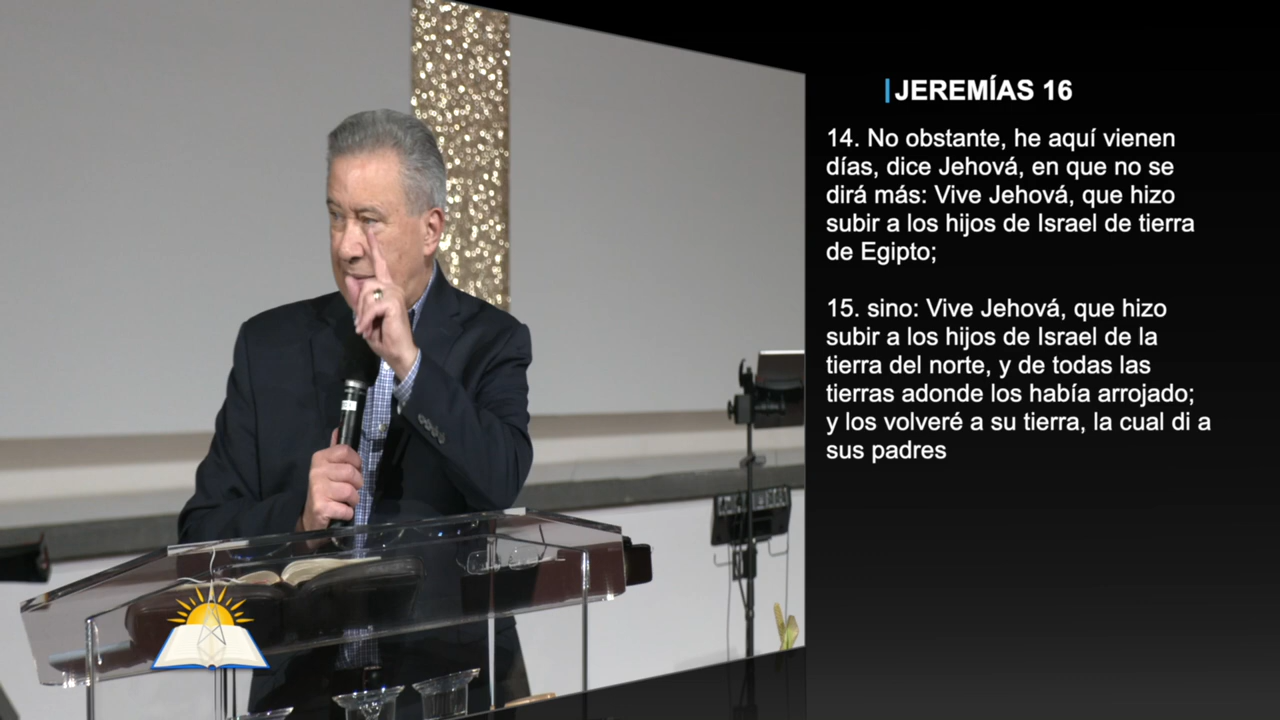 JEREMÍAS 16
14. No obstante, he aquí vienen
días, dice Jehová, en que no se
dirá más: Vive Jehová, que hizo
subir a los hijos de Israel de tierra
de Egipto;
15. sino: Vive Jehová, que hizo
subir a los hijos de Israel de la
tierra del norte, y de todas las
tierras adonde los había arrojado;
y los volveré a su tierra, la cual di a
sus padres